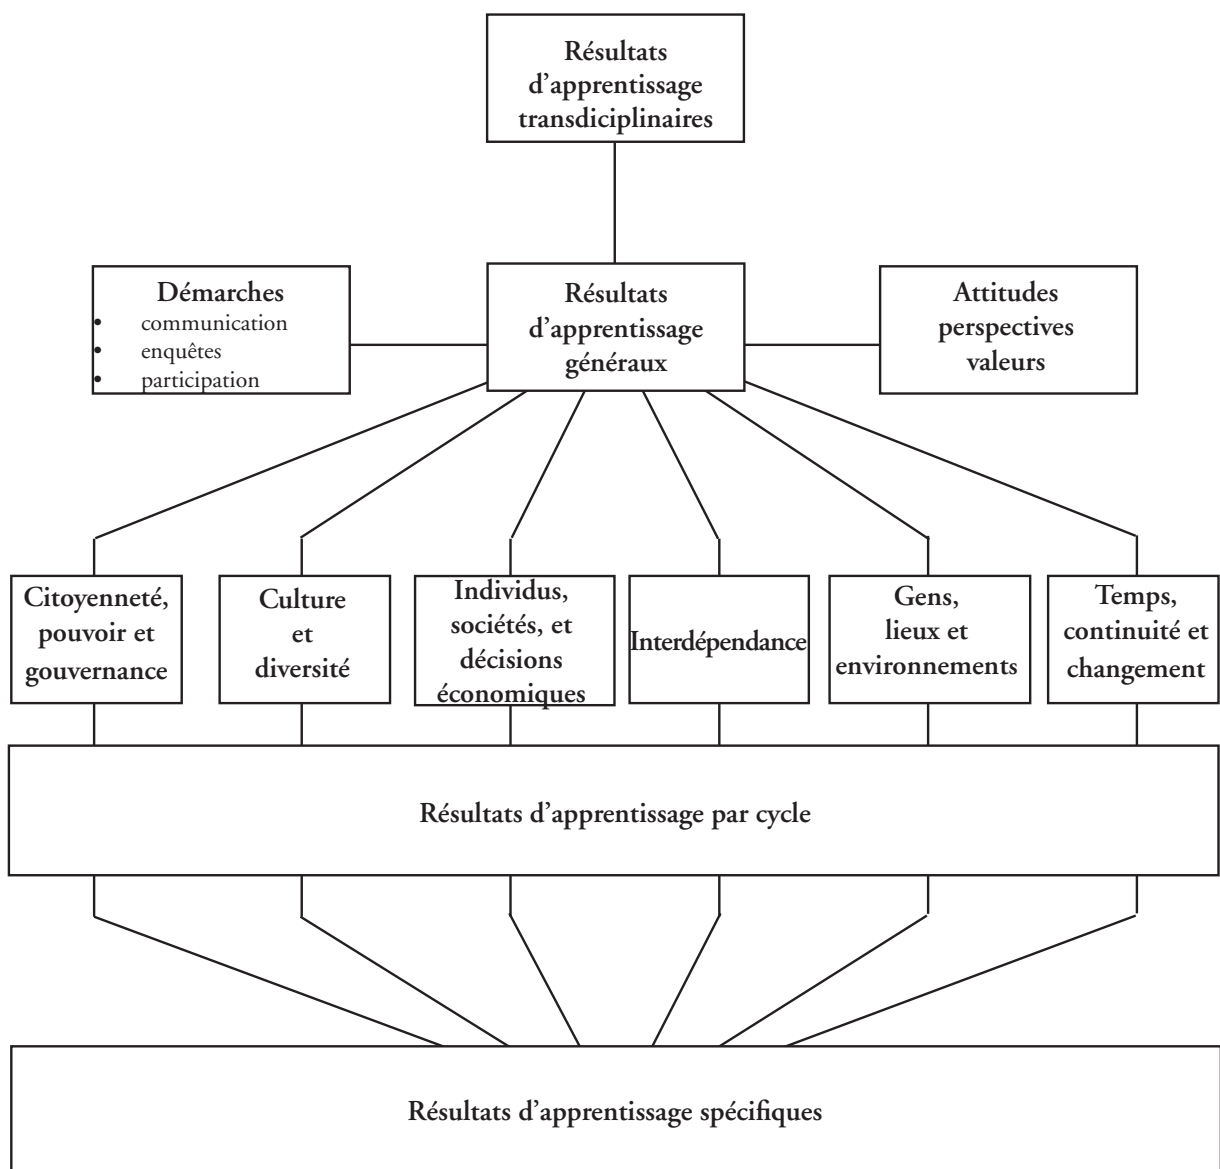 Résultats
d'apprentissage
transdiciplinaires
Démarches
• communication
• enquêtes
• participation
Résultats
d'apprentissage
généraux
Attitudes
perspectives
valeurs
Citoyenneté,
pouvoir et
gouvernance
Culture
et
diversité
Individus,
sociétés, et
décisions
économiques
Interdépendance
Gens,
lieux et
environnements
Temps,
continuité et
changement
Résultats d'apprentissage par cycle
Résultats d'apprentissage spécifiques